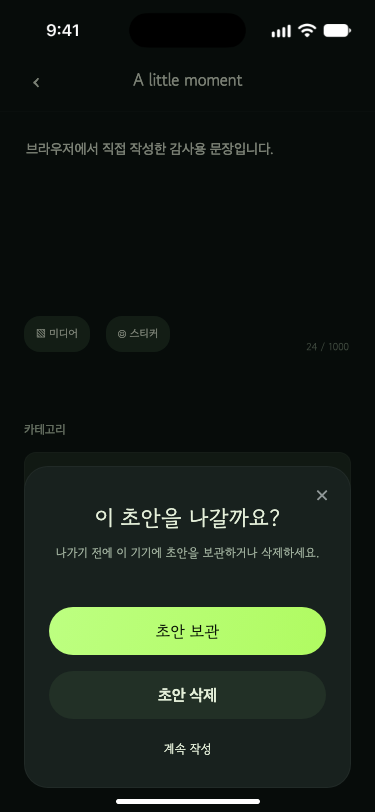 9:41
A little moment
브라우저에서 직접 작성한 감사용 문장입니다.
미디어
스티커
24 / 1000
카테고리
이 초안을 나갈까요?
나가기 전에 이 기기에 초안을 보관하거나 삭제하세요.
초안 보관
초안 삭제
계속 작성